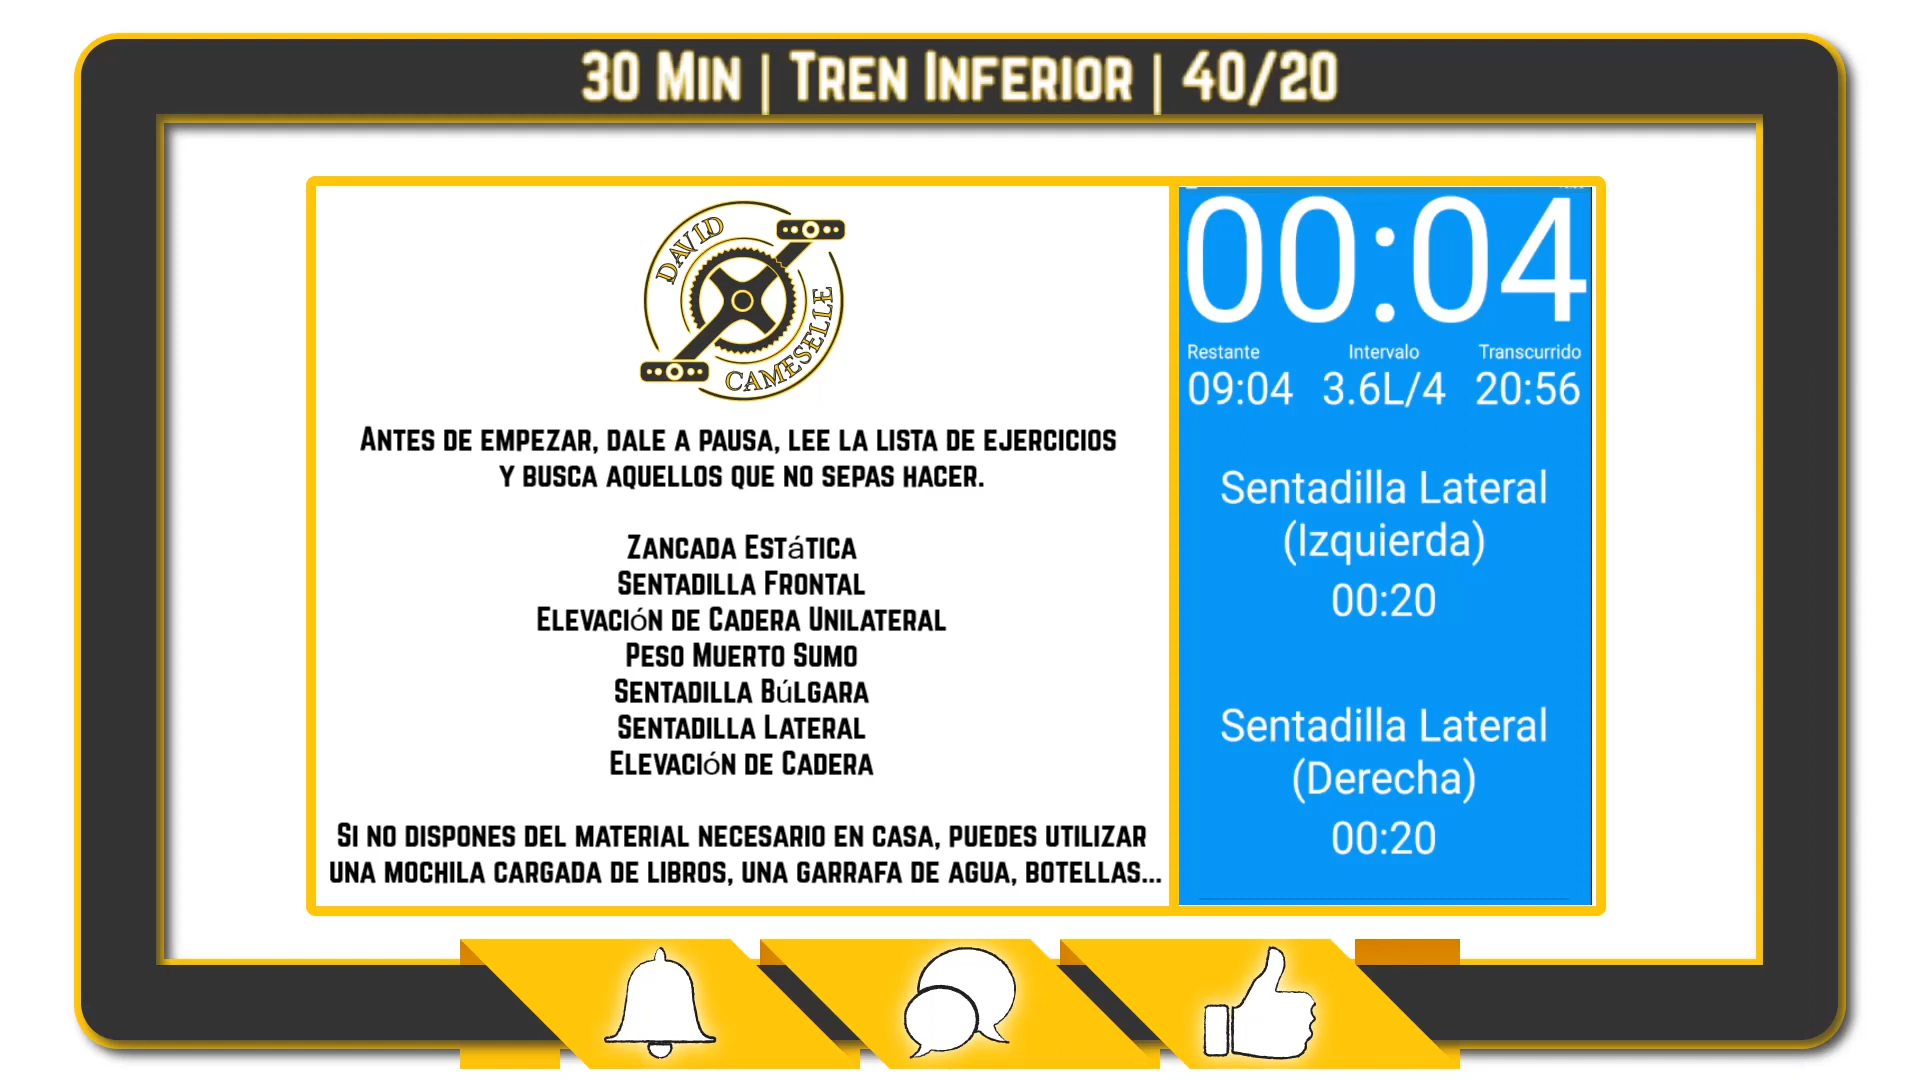 30 Min | Tren Inferior | 40/20
DAVID
CAMESELLE
Antes de empezar, dale a pausa, lee la lista de ejercicios
y busca aquellos que no sepas hacer.
Zancada Estática
Sentadilla Frontal
Elevación de Cadera Unilateral
Peso Muerto Sumo
Sentadilla Búlgara
Sentadilla Lateral
Elevación de Cadera
Si no dispones del material necesario en casa, puedes utilizar
una mochila cargada de libros, una garrafa de agua, botellas...
00:04
Restante Intervalo Transcurrido
09:04 3.6L/4 20:56
Sentadilla Lateral
(Izquierda)
00:20
Sentadilla Lateral
(Derecha)
00:20